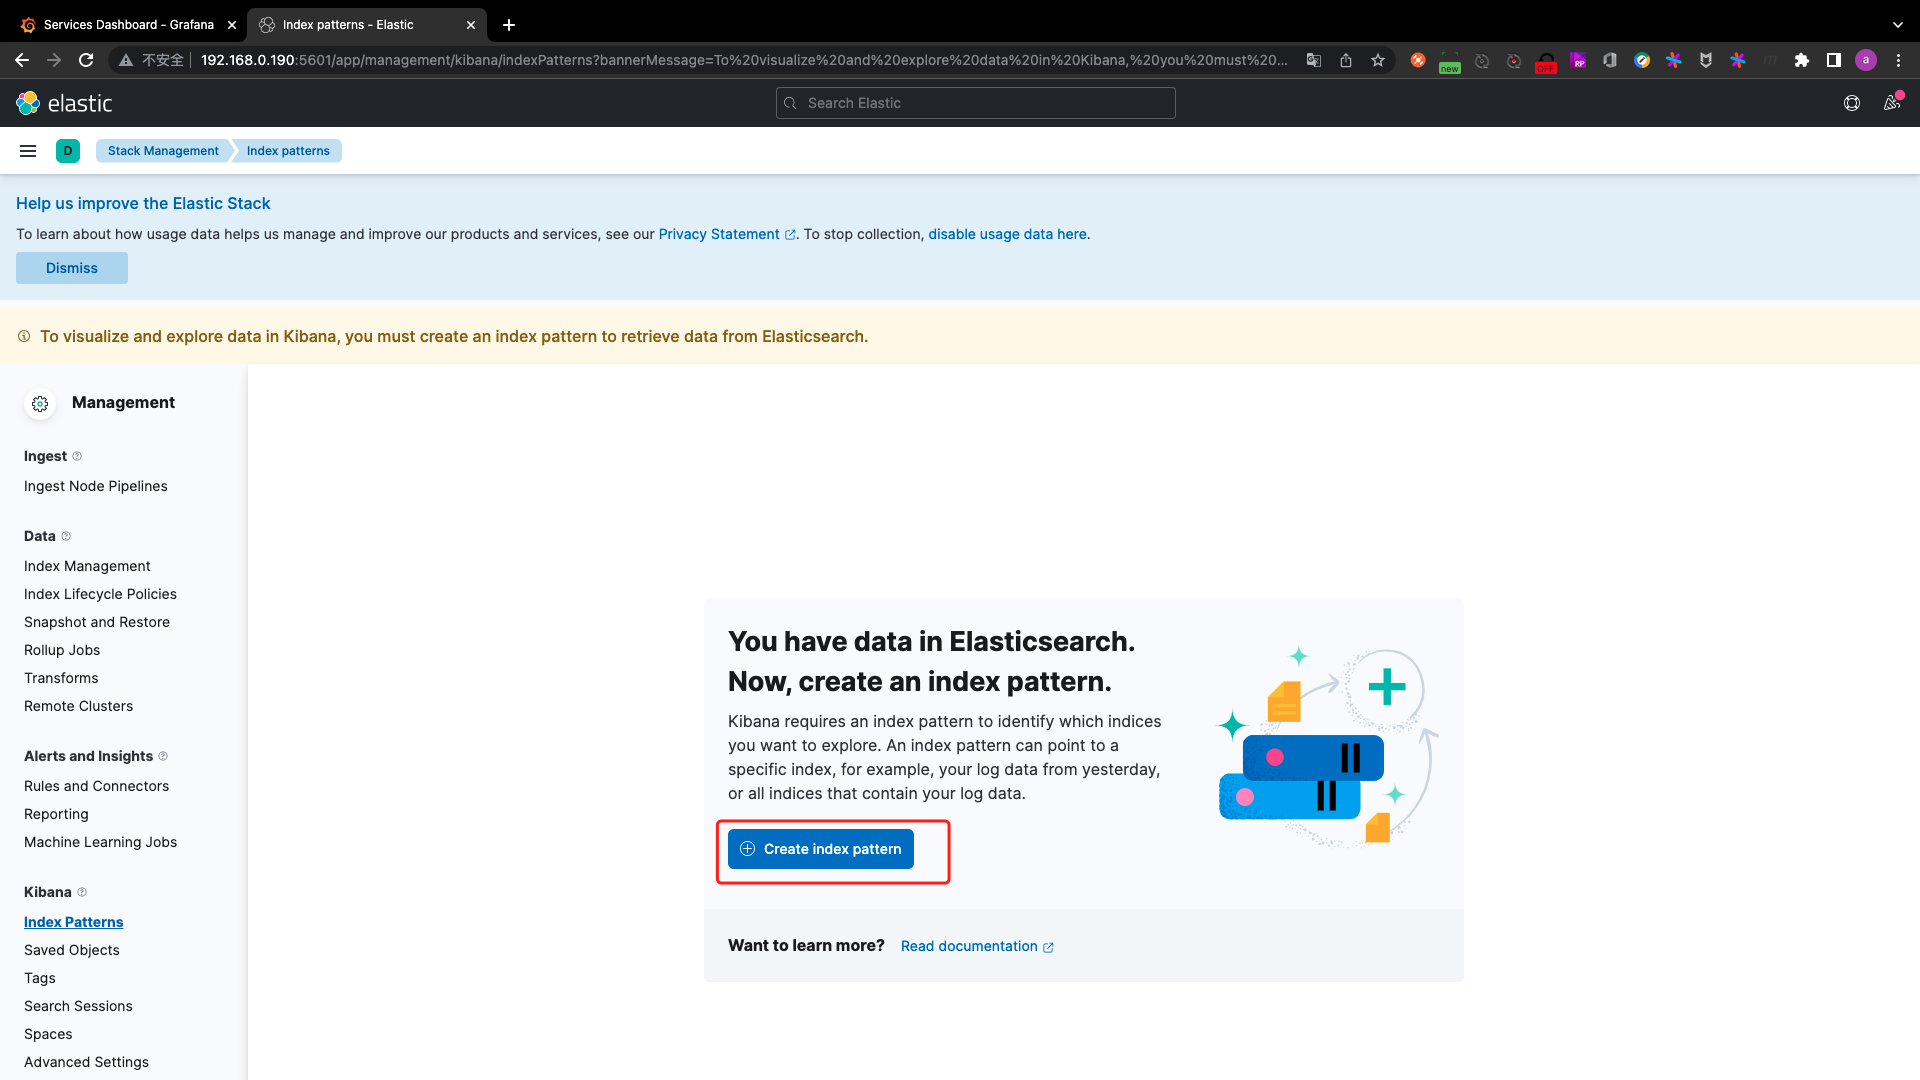 Services Dashboard - Grafana
Index patterns - Elastic
不安全
192.168.0.190:5601/app/management/kibana/indexPatterns?bannerMessage=To%20visualize%20and%20explore%20data%20in%20Kibana,%20you%20must%20...
new
OFF
RP
a
elastic
Search Elastic
D
Stack Management
Index patterns
Help us improve the Elastic Stack
To learn about how usage data helps us manage and improve our products and services, see our Privacy Statement. To stop collection, disable usage data here.
Dismiss
To visualize and explore data in Kibana, you must create an index pattern to retrieve data from Elasticsearch.
Management
Ingest
Ingest Node Pipelines
Data
Index Management
Index Lifecycle Policies
Snapshot and Restore
Rollup Jobs
Transforms
Remote Clusters
Alerts and Insights
Rules and Connectors
Reporting
Machine Learning Jobs
Kibana
Index Patterns
Saved Objects
Tags
Search Sessions
Spaces
Advanced Settings
You have data in Elasticsearch.
Now, create an index pattern.
Kibana requires an index pattern to identify which indices
you want to explore. An index pattern can point to a
specific index, for example, your log data from yesterday,
or all indices that contain your log data.
Create index pattern
Want to learn more?
Read documentation